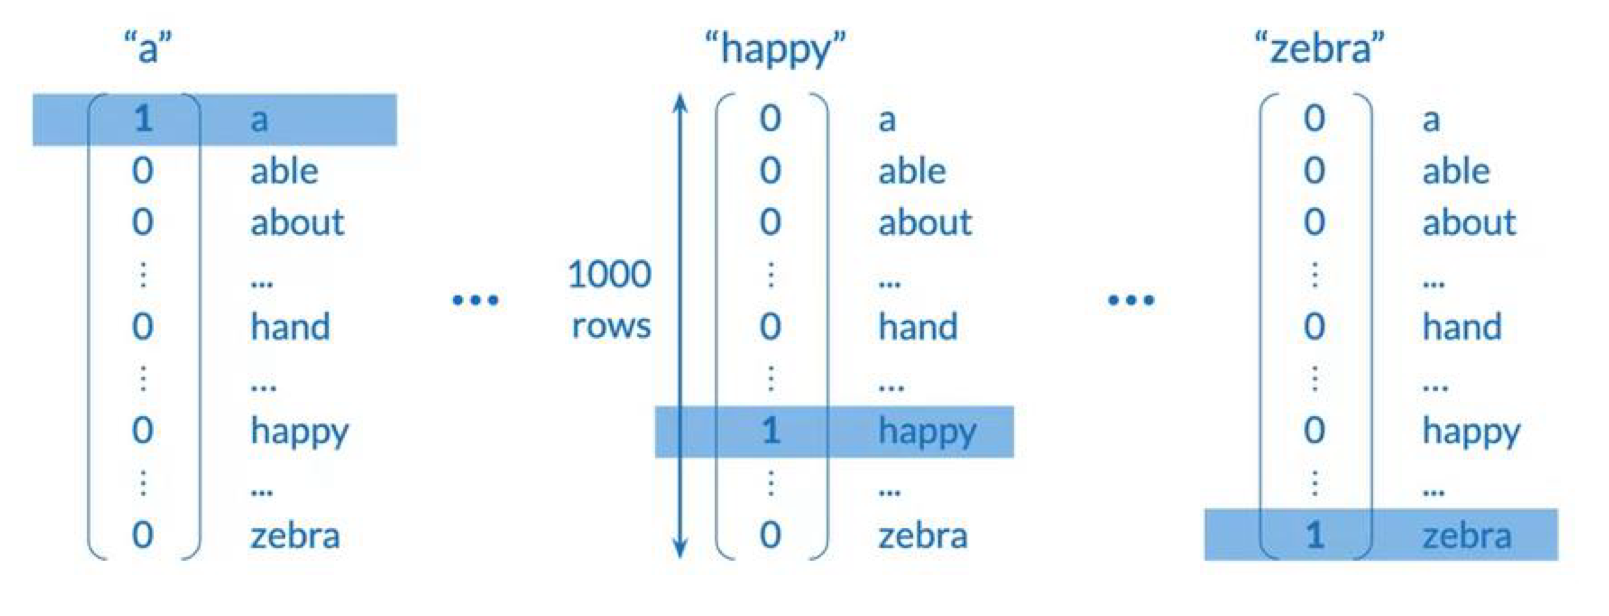 “a” “happy” “zebra”
1 a 0 a 0 a
0 able 0 able 0 able
0 about 0 about 0 about
⋮ ... ⋮ ... ⋮ ...
... 1000 ...
0 hand rows 0 hand 0 hand
⋮ ... ⋮ ... ⋮ ...
0 happy 1 happy 0 happy
⋮ ... ⋮ ... ⋮ ...
0 zebra 0 zebra 1 zebra